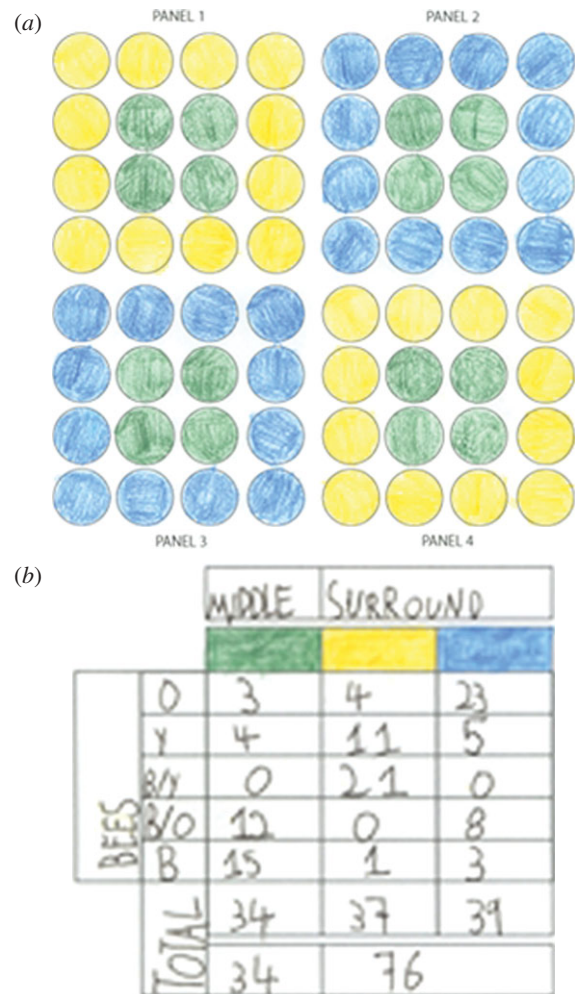 (a)
PANEL 1 PANEL 2
PANEL 3 PANEL 4
(b)
MIDDLE SURROUND
BEES
O 3 4 23
Y 4 11 5
B/Y 0 21 0
B/O 12 0 8
B 15 1 3
TOTAL 34 37 39
34 76